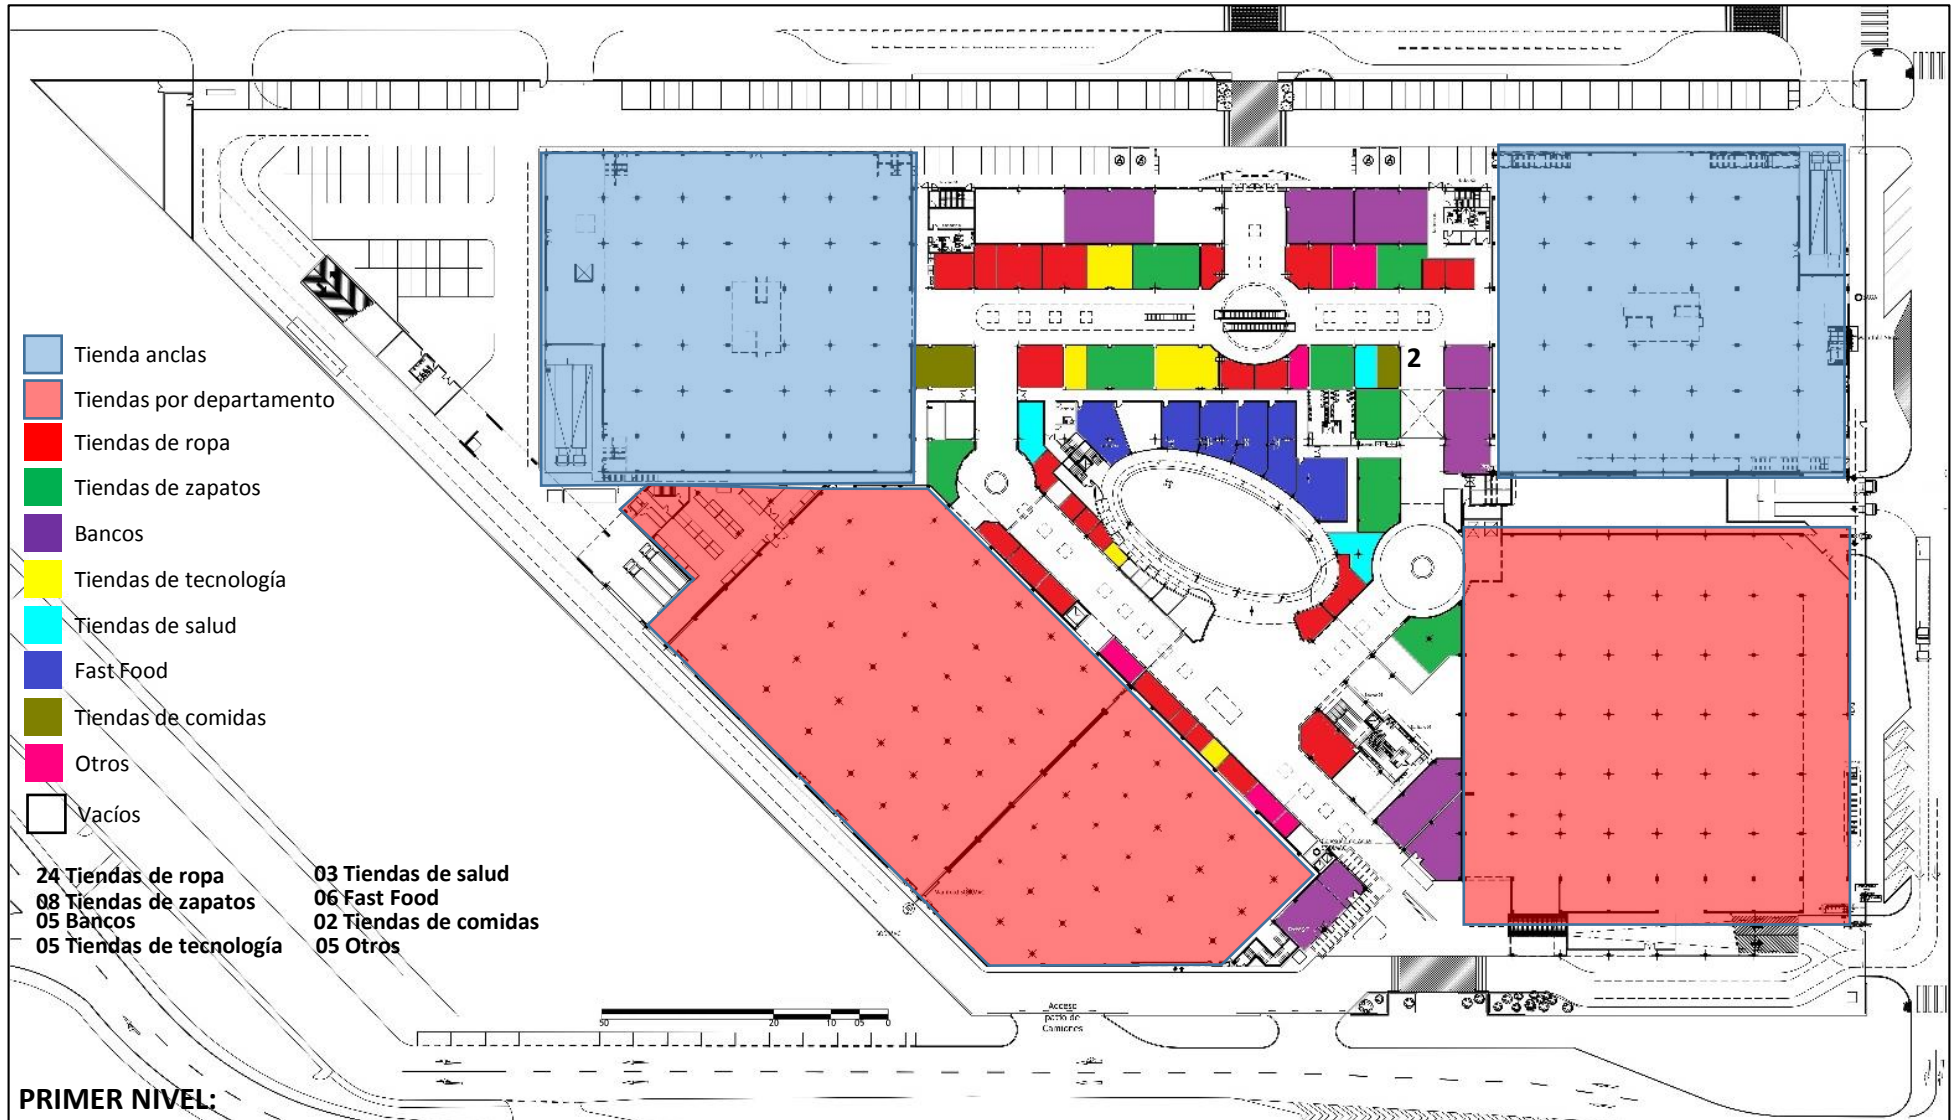 2
Tienda anclas
Tiendas por departamento
Tiendas de ropa
Tiendas de zapatos
Bancos
Tiendas de tecnología
Tiendas de salud
Fast Food
Tiendas de comidas
Otros
Vacíos
24 Tiendas de ropa
08 Tiendas de zapatos
05 Bancos
05 Tiendas de tecnología
03 Tiendas de salud
06 Fast Food
02 Tiendas de comidas
05 Otros
50 20 10 05 0
Acceso
patio de
Camiones
PRIMER NIVEL: